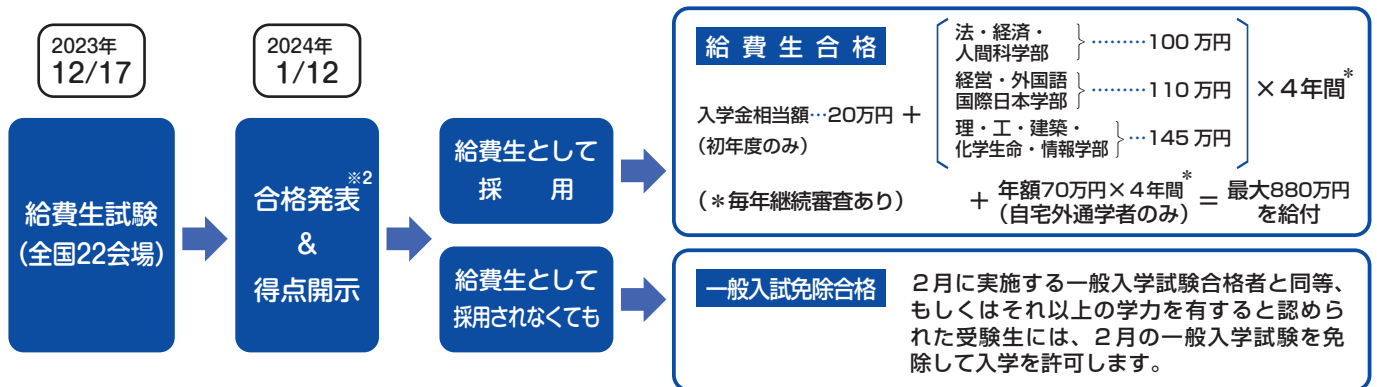 2023年
12/17
給費生試験
(全国22会場)
2024年
1/12
合格発表※2
&
得点開示
給費生として
採　用
給費生として
採用されなくても
給費生合格
入学金相当額…20万円 +
(初年度のみ)
法・経済・
人間科学部
………100万円
経営・外国語
国際日本学部
………110万円
理・工・建築・
化学生命・情報学部
…145万円
×4年間*
(*毎年継続審査あり)
+ 年額70万円×4年間* = 最大880万円
(自宅外通学者のみ) を給付
一般入試免除合格
2月に実施する一般入学試験合格者と同等、
もしくはそれ以上の学力を有すると認めら
れた受験生には、2月の一般入学試験を免
除して入学を許可します。